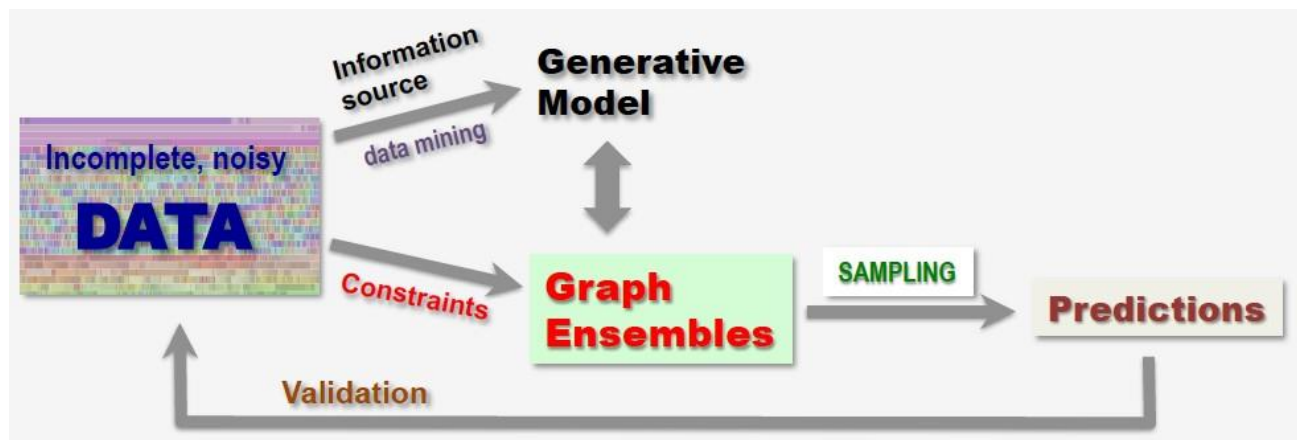 Information
source
data mining
Generative
Model
Incomplete, noisy
DATA
Constraints
Graph
Ensembles
SAMPLING
Predictions
Validation